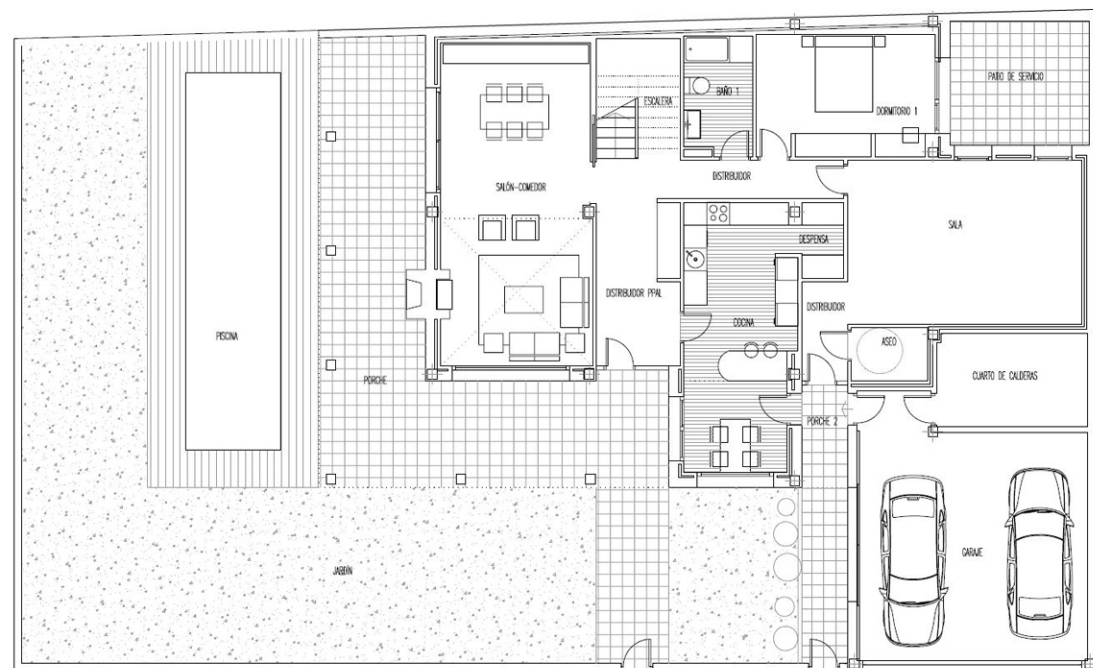 PATIO DE SERVICIO
BAÑO 1
ESCALERA
DORMITORIO 1
DISTRIBUIDOR
SALÓN-COMEDOR
SALA
DESPENSA
DISTRIBUIDOR PPAL
DISTRIBUIDOR
COCINA
PISCINA
ASEO
CUARTO DE CALDERAS
PORCHE
PORCHE 2
GARAJE
JARDÍN